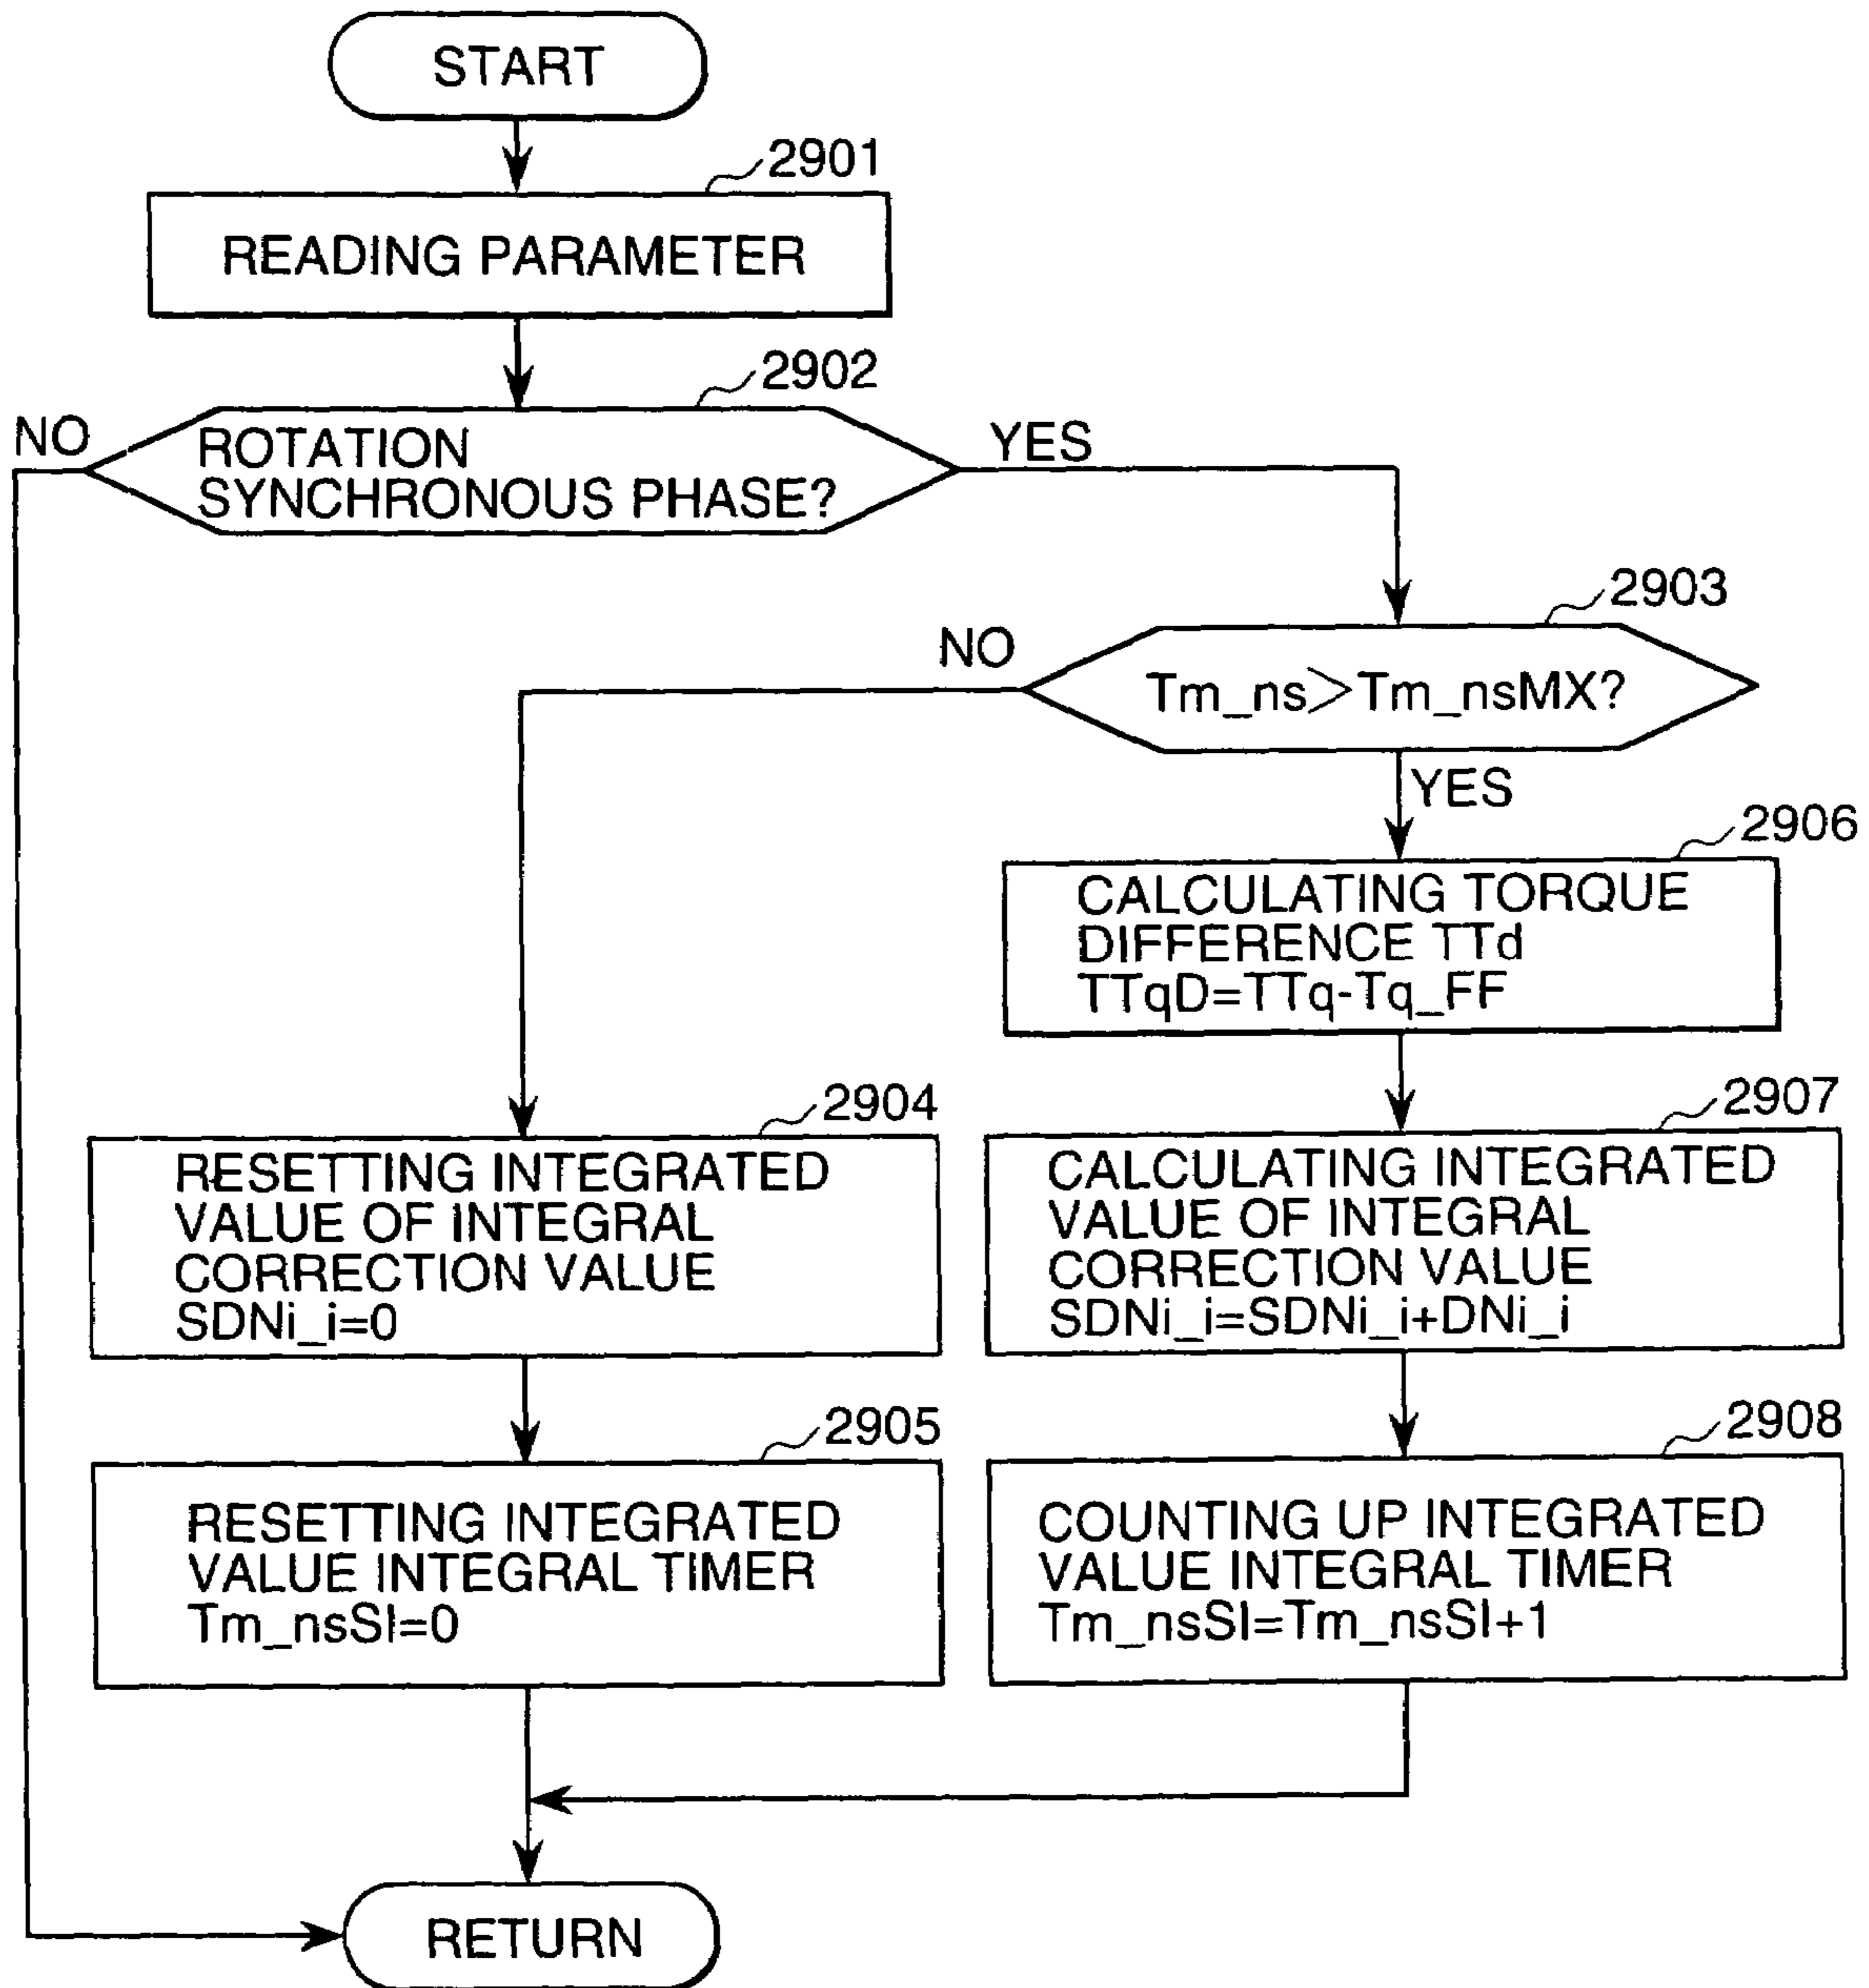 START
2901
READING PARAMETER
2902
NO
ROTATION
SYNCHRONOUS PHASE?
YES
2903
NO
Tm_ns>Tm_nsMX?
YES
2906
CALCULATING TORQUE
DIFFERENCE TTd
TTqD=TTq-Tq_FF
2904
RESETTING INTEGRATED
VALUE OF INTEGRAL
CORRECTION VALUE
SDNi_i=0
2907
CALCULATING INTEGRATED
VALUE OF INTEGRAL
CORRECTION VALUE
SDNi_i=SDNi_i+DNi_i
2905
RESETTING INTEGRATED
VALUE INTEGRAL TIMER
Tm_nsSI=0
2908
COUNTING UP INTEGRATED
VALUE INTEGRAL TIMER
Tm_nsSI=Tm_nsSI+1
RETURN